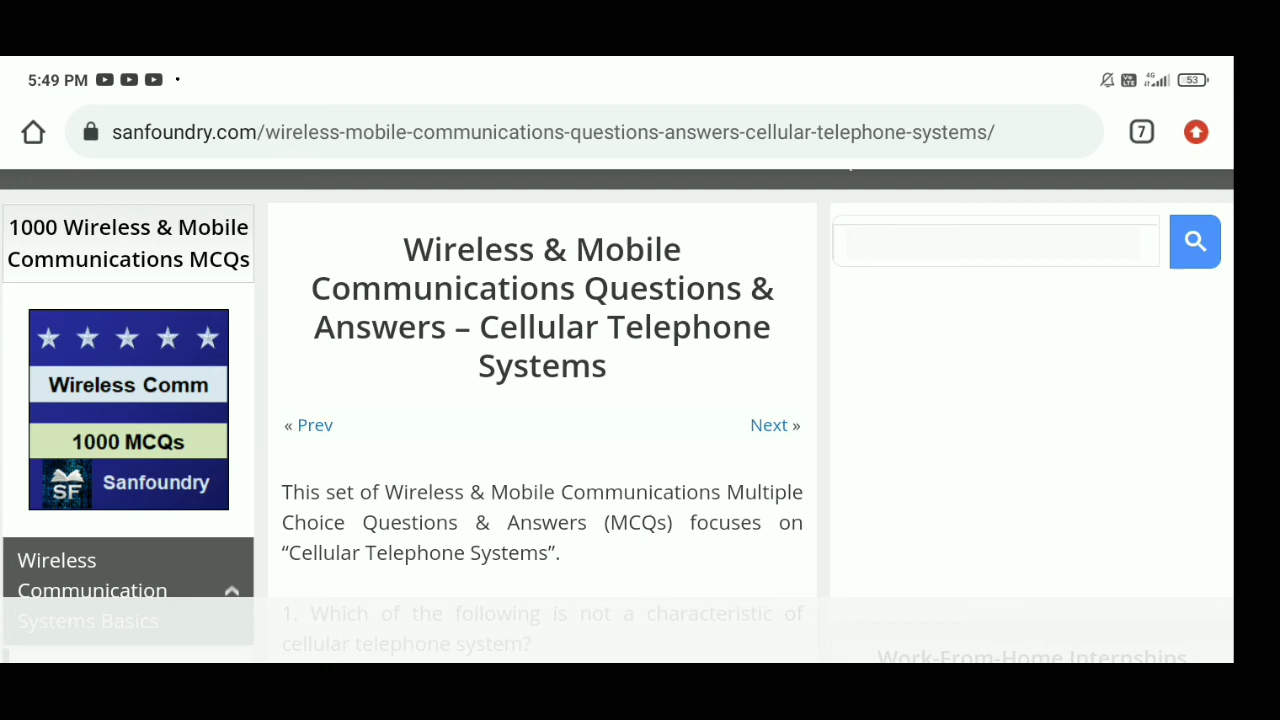 5:49 PM
4G
53
sanfoundry.com/wireless-mobile-communications-questions-answers-cellular-telephone-systems/
7
1000 Wireless & Mobile
Communications MCQs
Wireless Comm
1000 MCQs
SF Sanfoundry
Wireless
Communication
Systems Basics
Wireless & Mobile
Communications Questions &
Answers – Cellular Telephone
Systems
« Prev
Next »
This set of Wireless & Mobile Communications Multiple
Choice Questions & Answers (MCQs) focuses on
“Cellular Telephone Systems”.
1. Which of the following is not a characteristic of
cellular telephone system?
Work-From-Home Internships